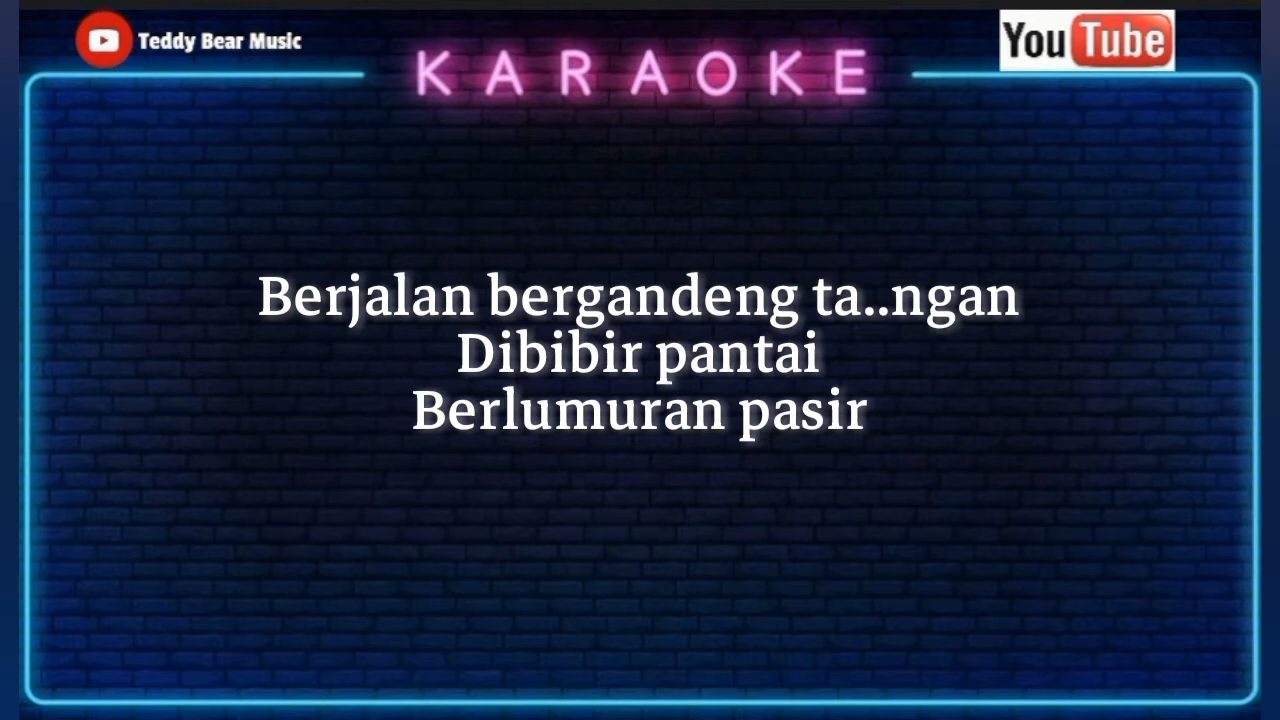 Teddy Bear Music
YouTube
KARAOKE
Berjalan bergandeng ta..ngan
Dibibir pantai
Berlumuran pasir